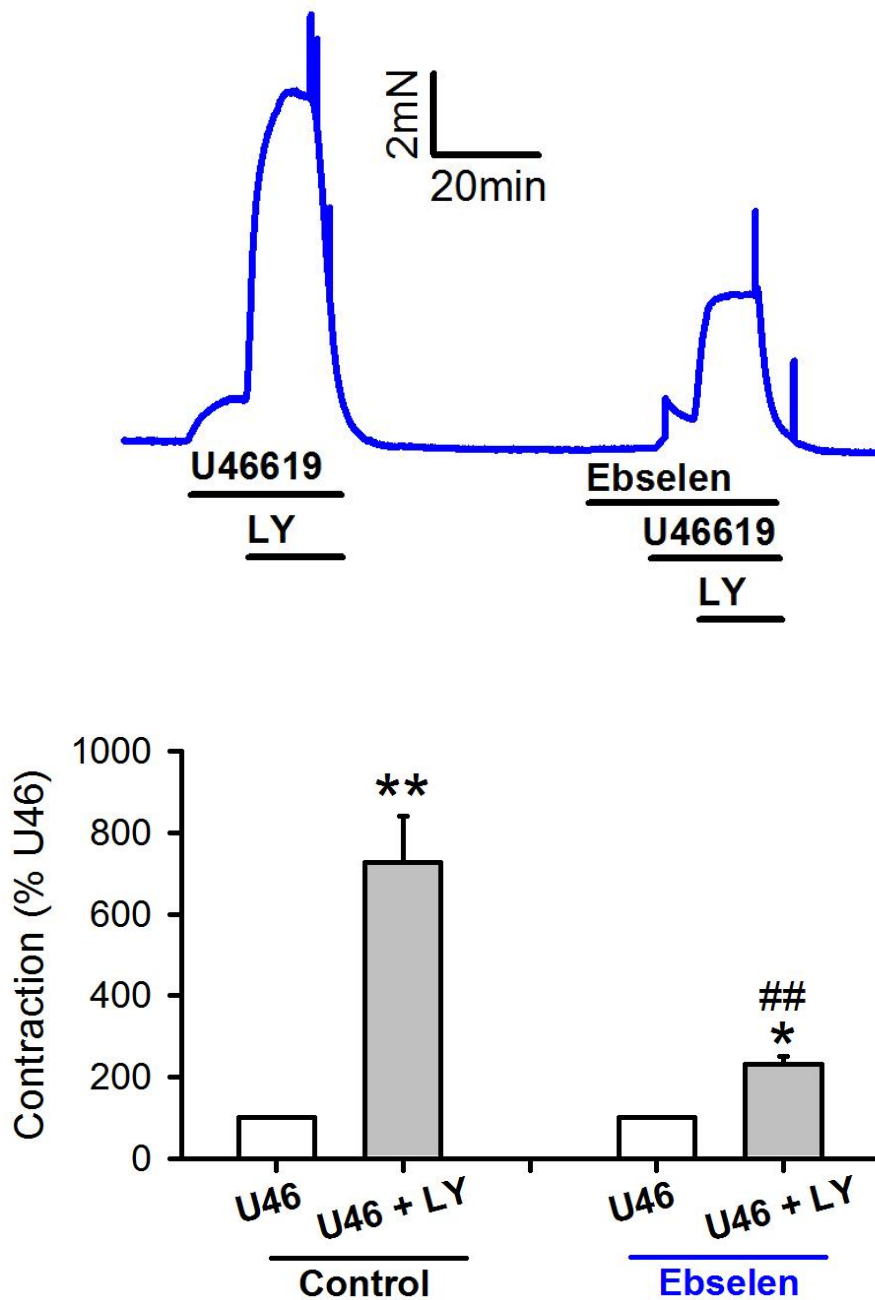 2mN
20min
U46619
LY
Ebselen
U46619
LY
Contraction (% U46)
1000
800
600
400
200
0
**
##
*
U46
U46 + LY
U46
U46 + LY
Control
Ebselen